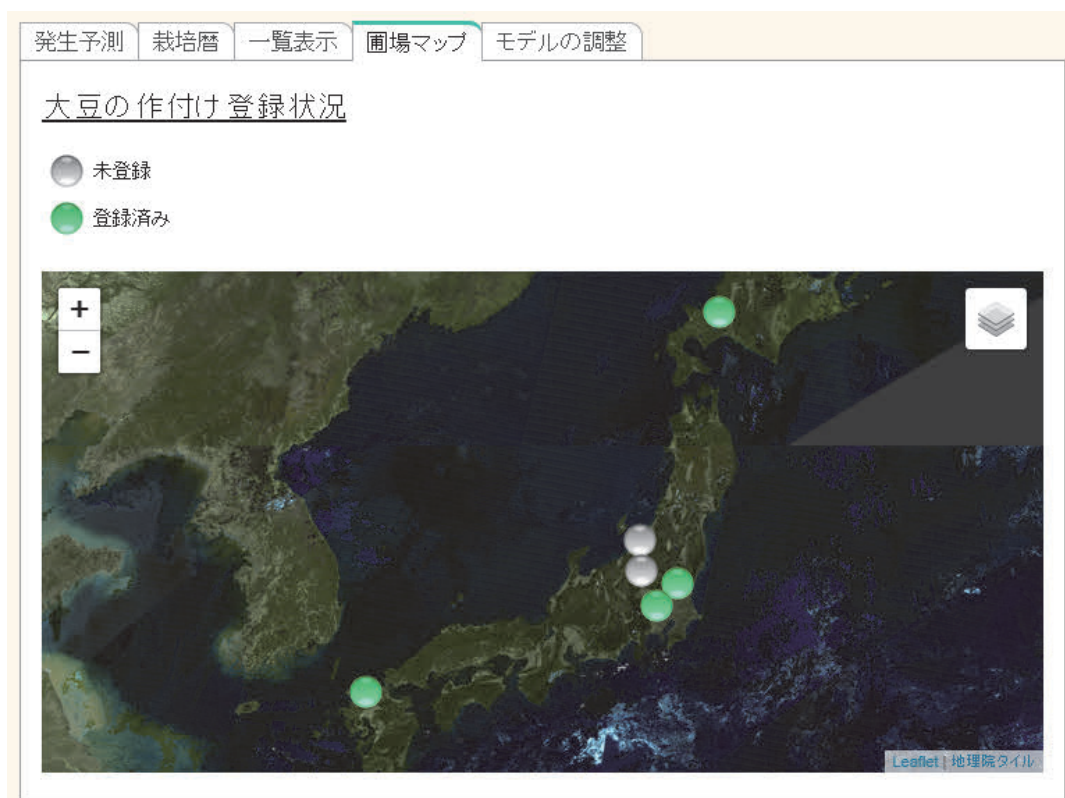 発生予測 栽培暦 一覧表示 圃場マップ モデルの調整
大豆の作付け登録状況
未登録
登録済み
+
−
Leaflet | 地理院タイル